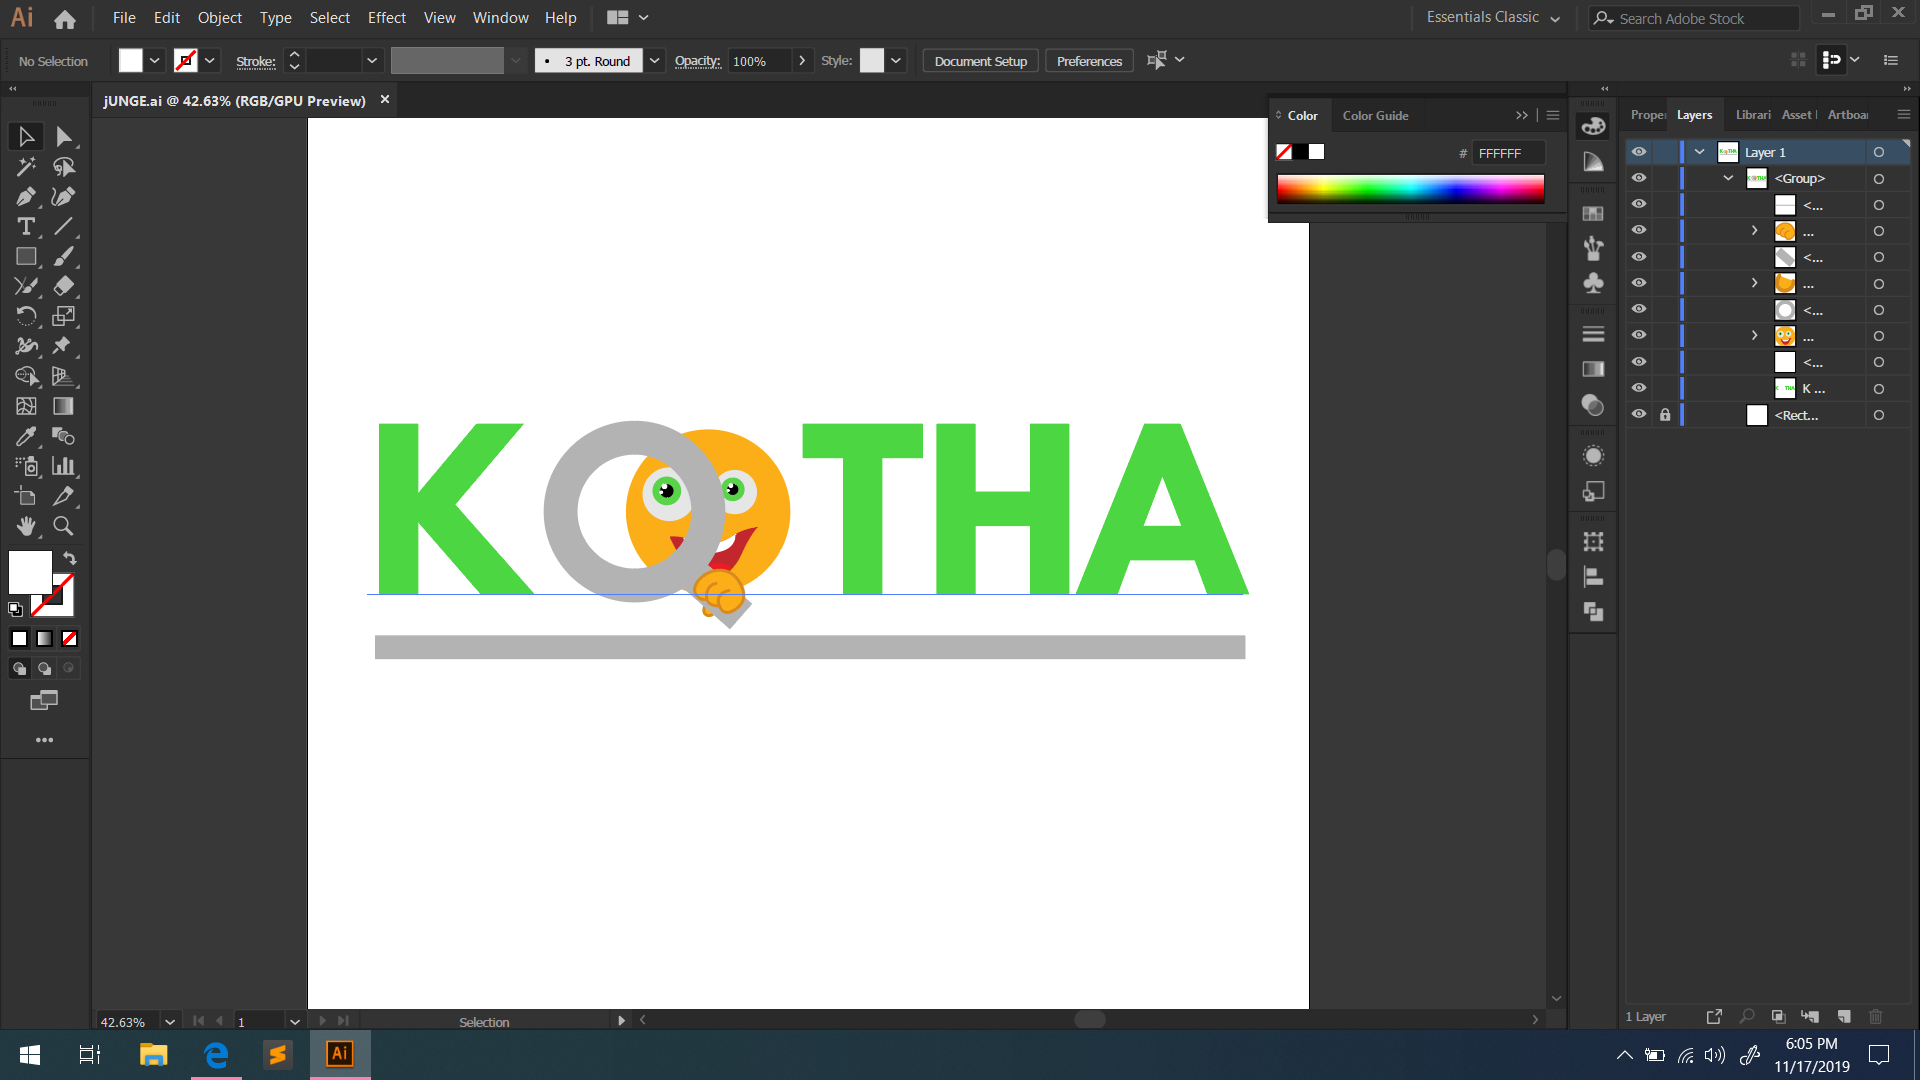 Ai File Edit Object Type Select Effect View Window Help Essentials Classic Search Adobe Stock
No Selection Stroke: 3 pt. Round Opacity: 100% Style: Document Setup Preferences
jUNGE.ai @ 42.63% (RGB/GPU Preview)
Color Color Guide
# FFFFFF
Proper Layers Librari Asset Artboa
Layer 1
<Group>
<...
...
<...
...
<...
...
<...
K ...
<Rect...
K THA
42.63% 1 Selection
1 Layer
Ai
6:05 PM
11/17/2019